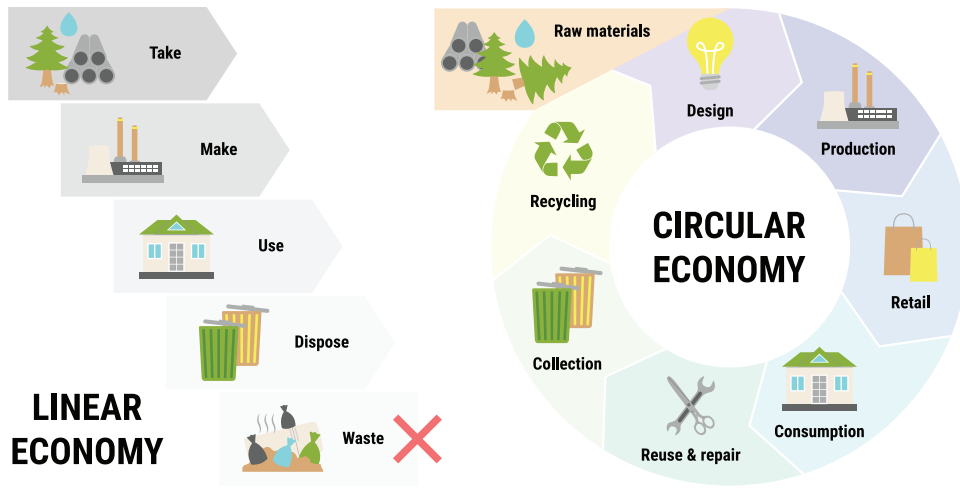 Take
Make
Use
Dispose
Waste
LINEAR
ECONOMY
Raw materials
Design
Production
Retail
Consumption
Reuse & repair
Collection
Recycling
CIRCULAR
ECONOMY